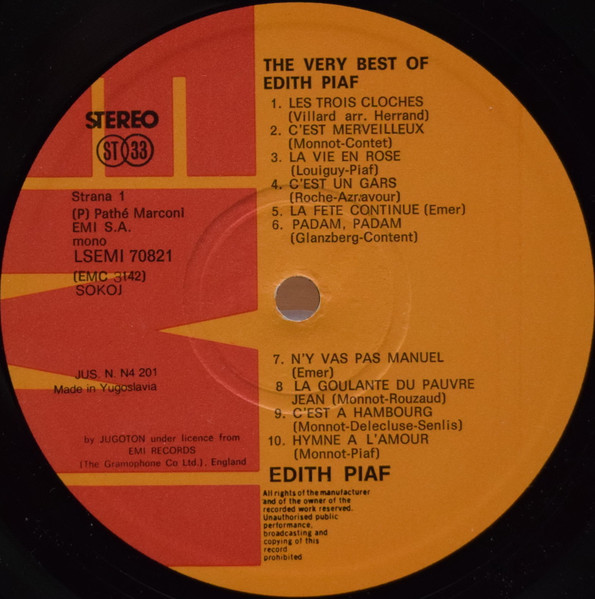 THE VERY BEST OF
EDITH PIAF
1. LES TROIS CLOCHES
(Villard arr. Herrand)
2. C'EST MERVEILLEUX
(Monnot-Contet)
3. LA VIE EN ROSE
(Louiguy-Piaf)
4. C'EST UN GARS
(Roche-Aznavour)
5. LA FETE CONTINUE (Emer)
6. PADAM, PADAM
(Glanzberg-Content)
STEREO
ST 33
Strana 1
(P) Pathé Marconi
EMI S.A.
mono
LSEMI 70821
(EMC 3142)
SOKOJ
7. N'Y VAS PAS MANUEL
(Emer)
8 LA GOULANTE DU PAUVRE
JEAN (Monnot-Rouzaud)
9. C'EST A HAMBOURG
(Monnot-Delecluse-Senlis)
10. HYMNE A L'AMOUR
(Monnot-Piaf)
JUS. N. N4 201
Made in Yugoslavia
by JUGOTON under licence from
EMI RECORDS
(The Gramophone Co Ltd.), England
EDITH PIAF
All rights of the manufacturer
and of the owner of the
recorded work reserved.
Unauthorised public
performance,
broadcasting and
copying of this
record
prohibited